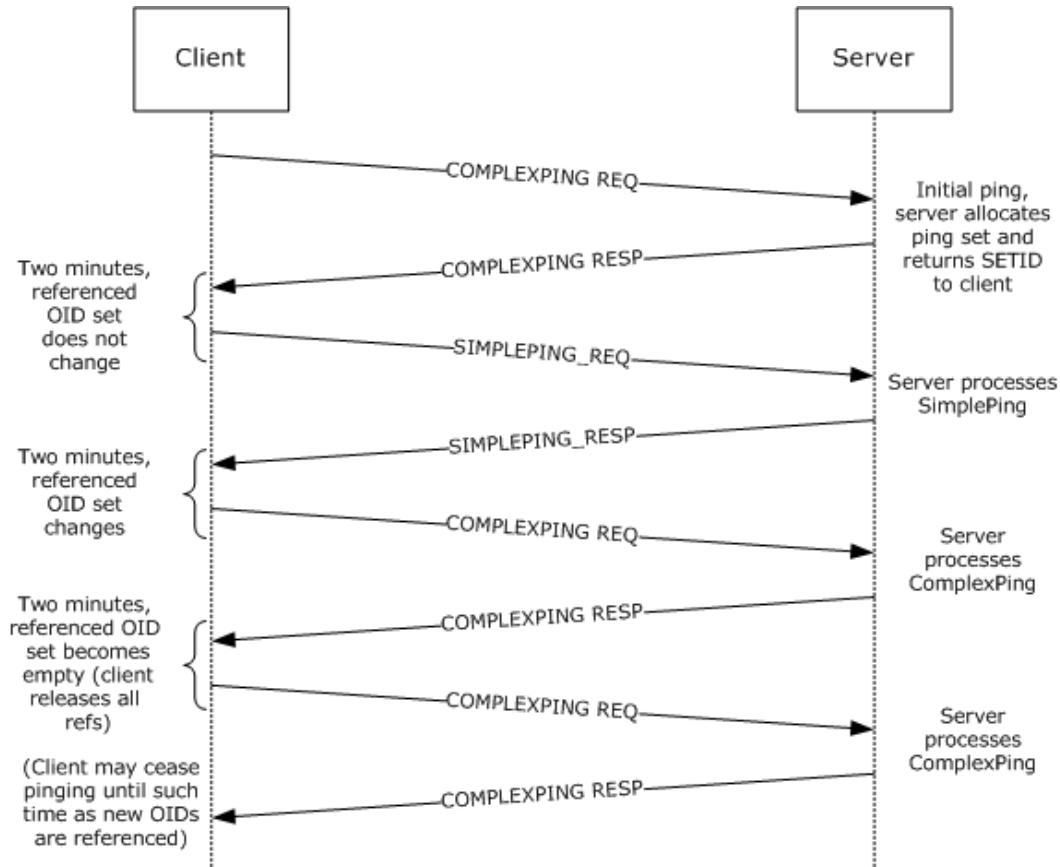 Client
Server
COMPLEXPING REQ
Initial ping,
server allocates
ping set and
returns SETID
to client
COMPLEXPING RESP
Two minutes,
referenced
OID set
does not
change
SIMPLEPING_REQ
Server processes
SimplePing
SIMPLEPING_RESP
Two minutes,
referenced
OID set
changes
COMPLEXPING REQ
Server
processes
ComplexPing
COMPLEXPING RESP
Two minutes,
referenced OID
set becomes
empty (client
releases all
refs)
COMPLEXPING REQ
Server
processes
ComplexPing
COMPLEXPING RESP
(Client may cease
pinging until such
time as new OIDs
are referenced)